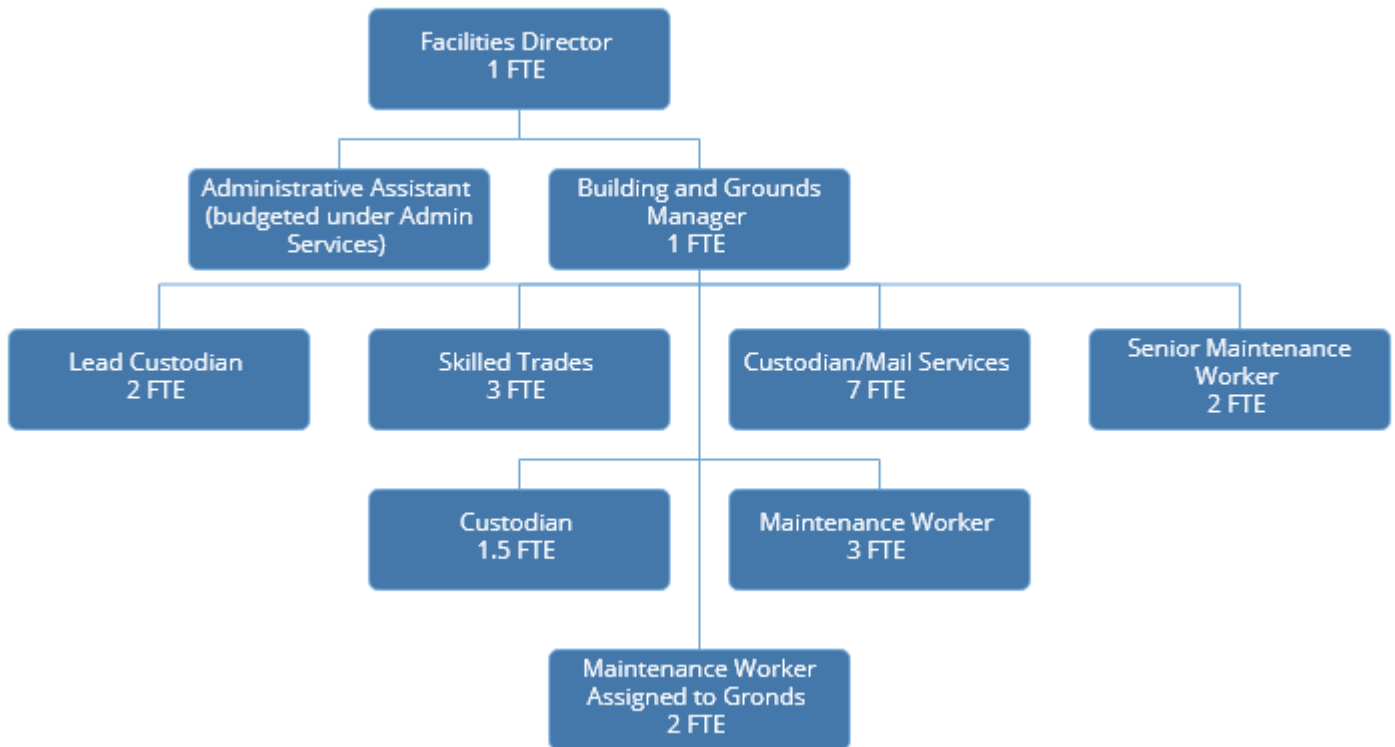 Facilities Director
1 FTE
Administrative Assistant
(budgeted under Admin
Services)
Building and Grounds
Manager
1 FTE
Lead Custodian
2 FTE
Skilled Trades
3 FTE
Custodian/Mail Services
7 FTE
Senior Maintenance
Worker
2 FTE
Custodian
1.5 FTE
Maintenance Worker
3 FTE
Maintenance Worker
Assigned to Gronds
2 FTE